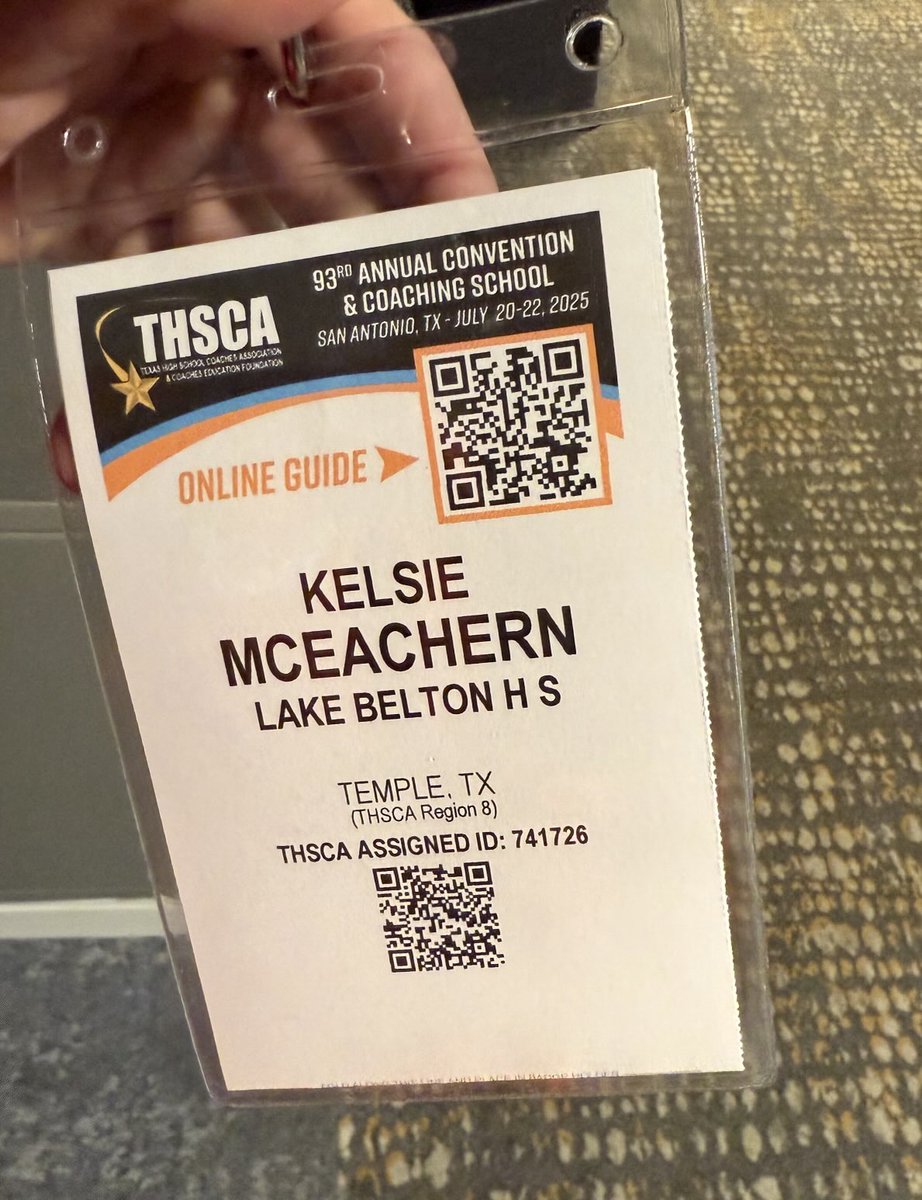 93RD ANNUAL CONVENTION
& COACHING SCHOOL
SAN ANTONIO, TX - JULY 20-22, 2025
THSCA
TEXAS HIGH SCHOOL COACHES ASSOCIATION
& COACHES EDUCATION FOUNDATION
ONLINE GUIDE
KELSIE
MCEACHERN
LAKE BELTON H S
TEMPLE, TX
(THSCA Region 8)
THSCA ASSIGNED ID: 741726